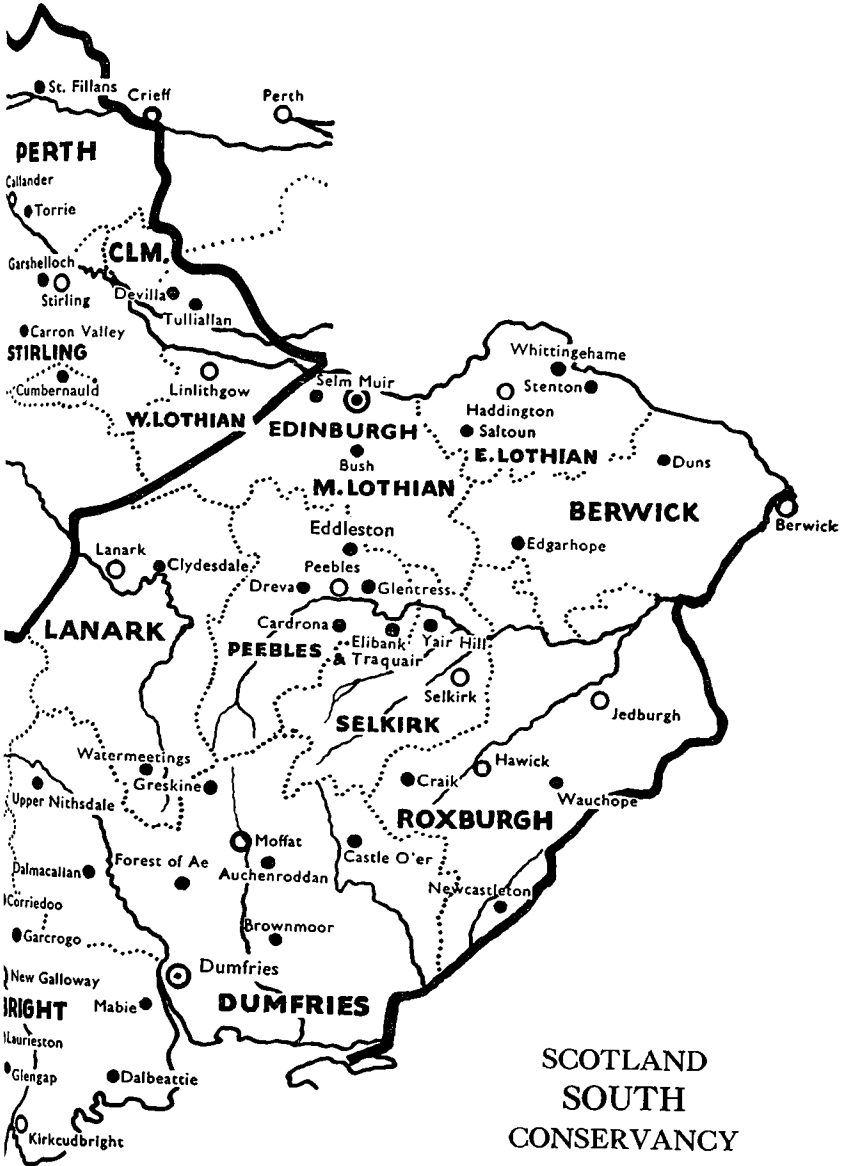 St. Fillans
Crieff
Perth
PERTH
Callander
Torrie
CLM.
Garshelloch
Stirling
Devilla
Tulliallan
Carron Valley
STIRLING
Cumbernauld
Linlithgow
Selm Muir
Whittingehame
Stenton
Haddington
W.LOTHIAN
EDINBURGH
Saltoun
E.LOTHIAN
Bush
Duns
M.LOTHIAN
BERWICK
Berwick
Eddleston
Edgarhope
Lanark
Clydesdale
Peebles
Dreva
Glentress
LANARK
Cardrona
Elibank
& Traquair
Yair Hill
PEEBLES
Selkirk
SELKIRK
Jedburgh
Watermeetings
Greskine
Hawick
Craik
Upper Nithsdale
Wauchope
ROXBURGH
Moffat
Forest of Ae
Castle O'er
Dalmacallan
Auchenroddan
Newcastleton
Corriedoo
Brownmoor
Garcrogo
Dumfries
New Galloway
DUMFRIES
BRIGHT
Mabie
Laurieston
Glengap
Dalbeattie
Kirkcudbright
SCOTLAND
SOUTH
CONSERVANCY